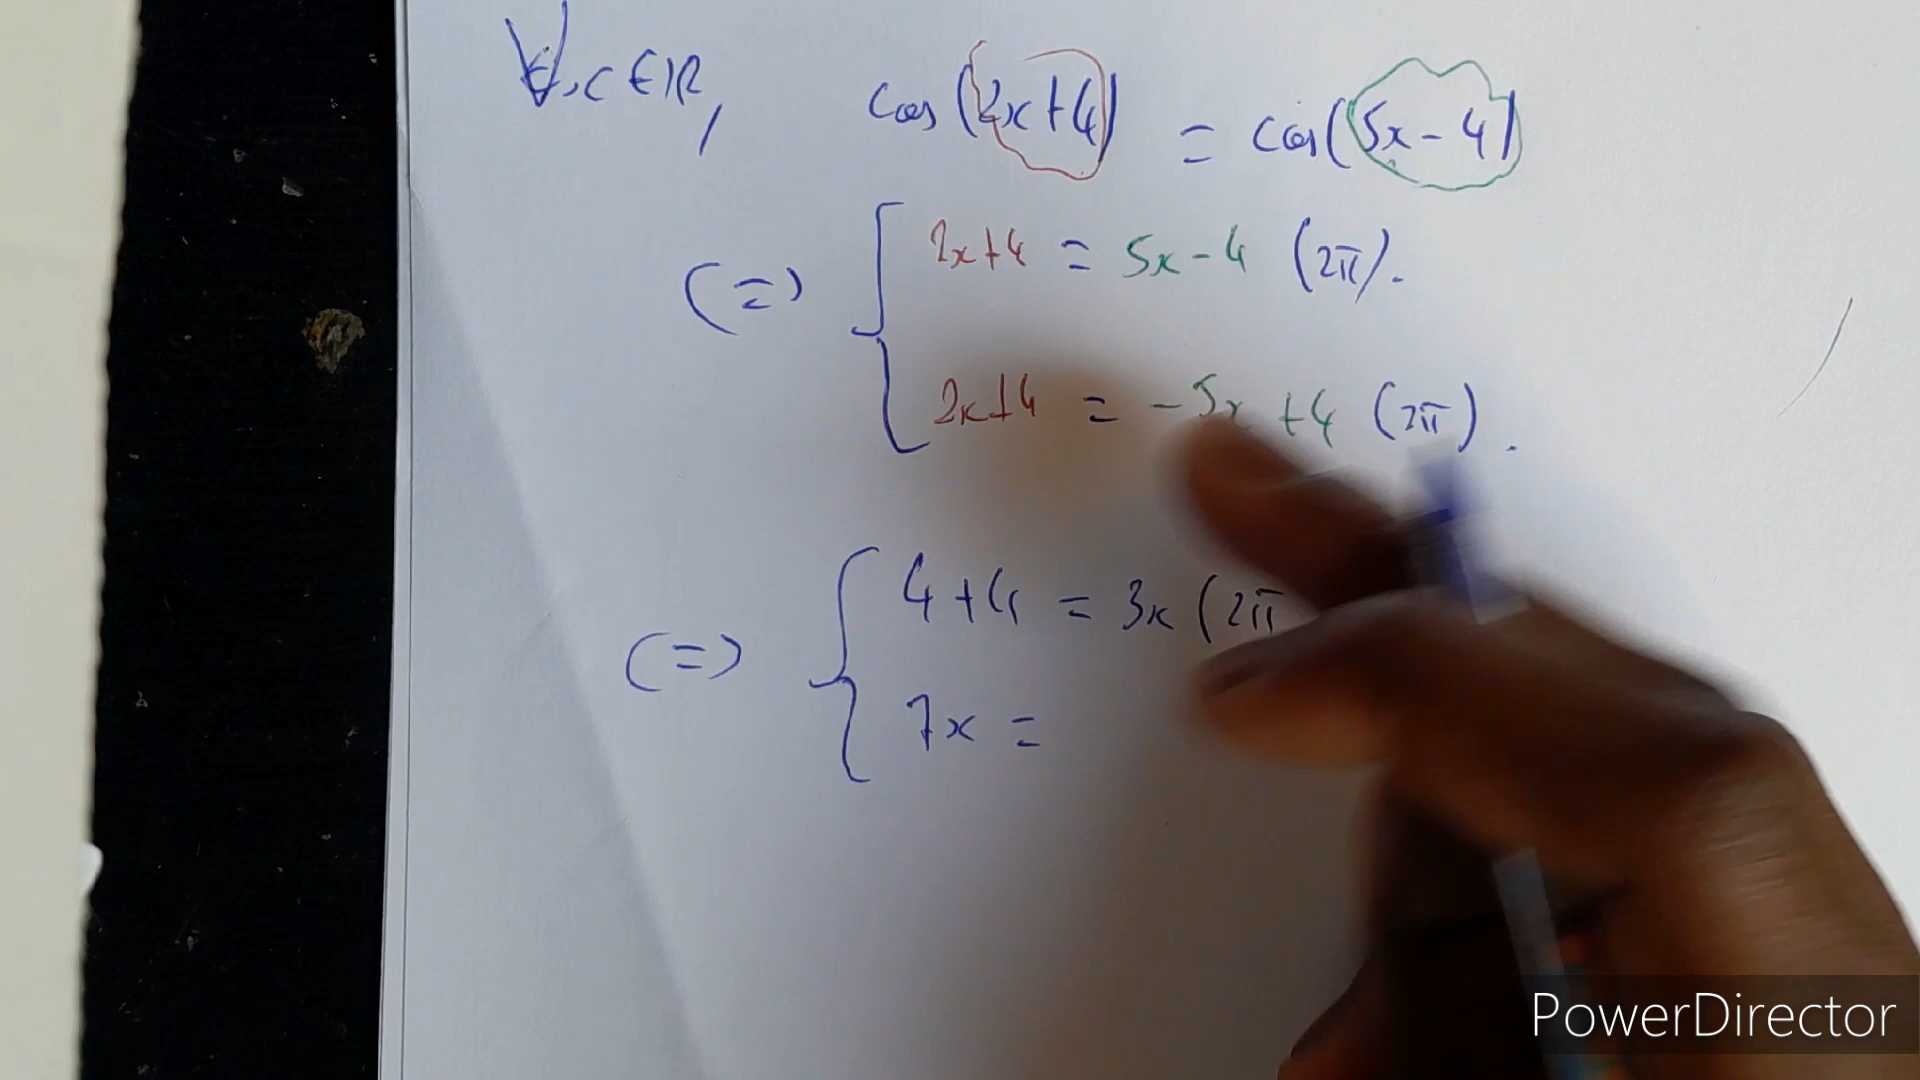 ∀x∈ℝ, cos(2x+4) = cos(5x-4)
(=) { 2x+4 = 5x-4 (2π).
2x+4 = -5x+4 (2π).
(=) { 4+4 = 3x (2π
7x =
PowerDirector